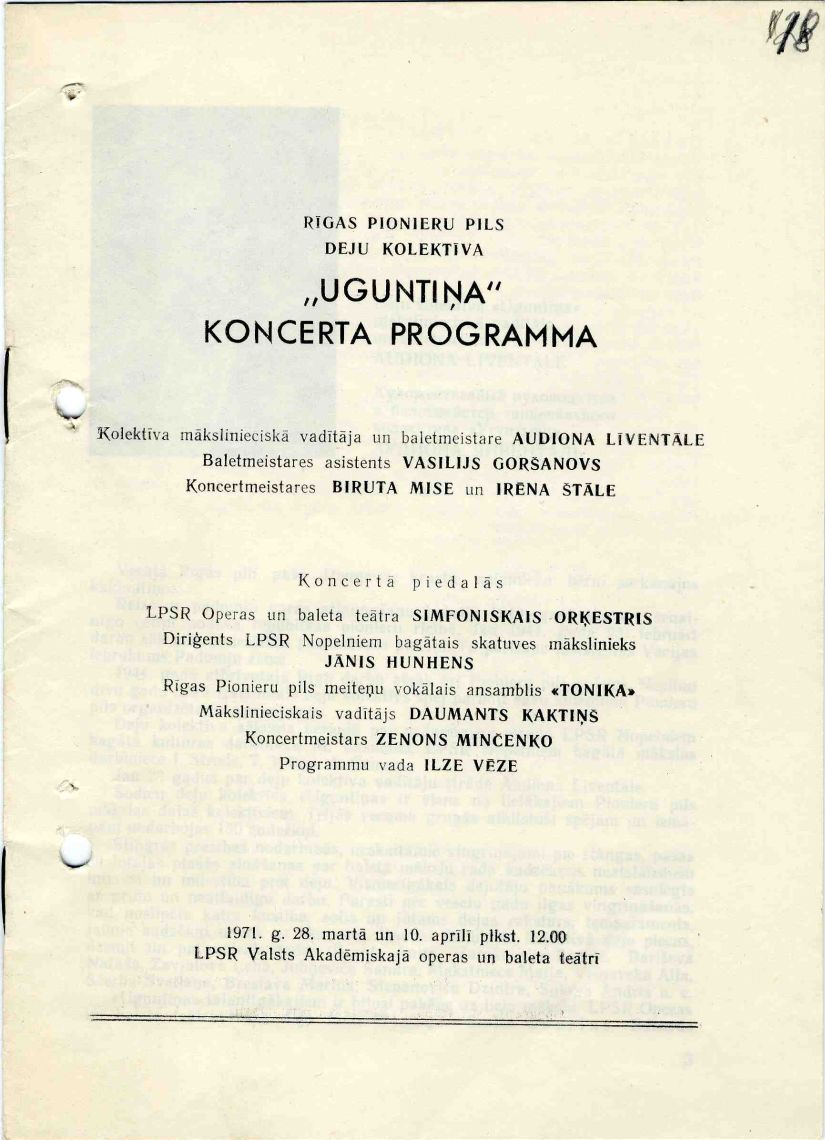 RĪGAS PIONIERU PILS
DEJU KOLEKTĪVA
„UGUNTIŅA“
KONCERTA PROGRAMMA
Kolektīva mākslinieciskā vadītāja un baletmeistare AUDIONA LĪVENTĀLE
Baletmeistares asistents VASILIJS GORŠANOVS
Koncertmeistares BIRUTA MISE un IRĒNA ŠTĀLE
Koncertā piedalās
LPSR Operas un baleta teātra SIMFONISKAIS ORĶESTRIS
Diriģents LPSR Nopelniem bagātais skatuves mākslinieks
JĀNIS HUNHENS
Rīgas Pionieru pils meiteņu vokālais ansamblis «TONIKA»
Mākslinieciskais vadītājs DAUMANTS KAKTIŅŠ
Koncertmeistars ZENONS MINČENKO
Programmu vada ILZE VĒZE
1971. g. 28. martā un 10. aprīlī plkst. 12.00
LPSR Valsts Akadēmiskajā operas un baleta teātrī